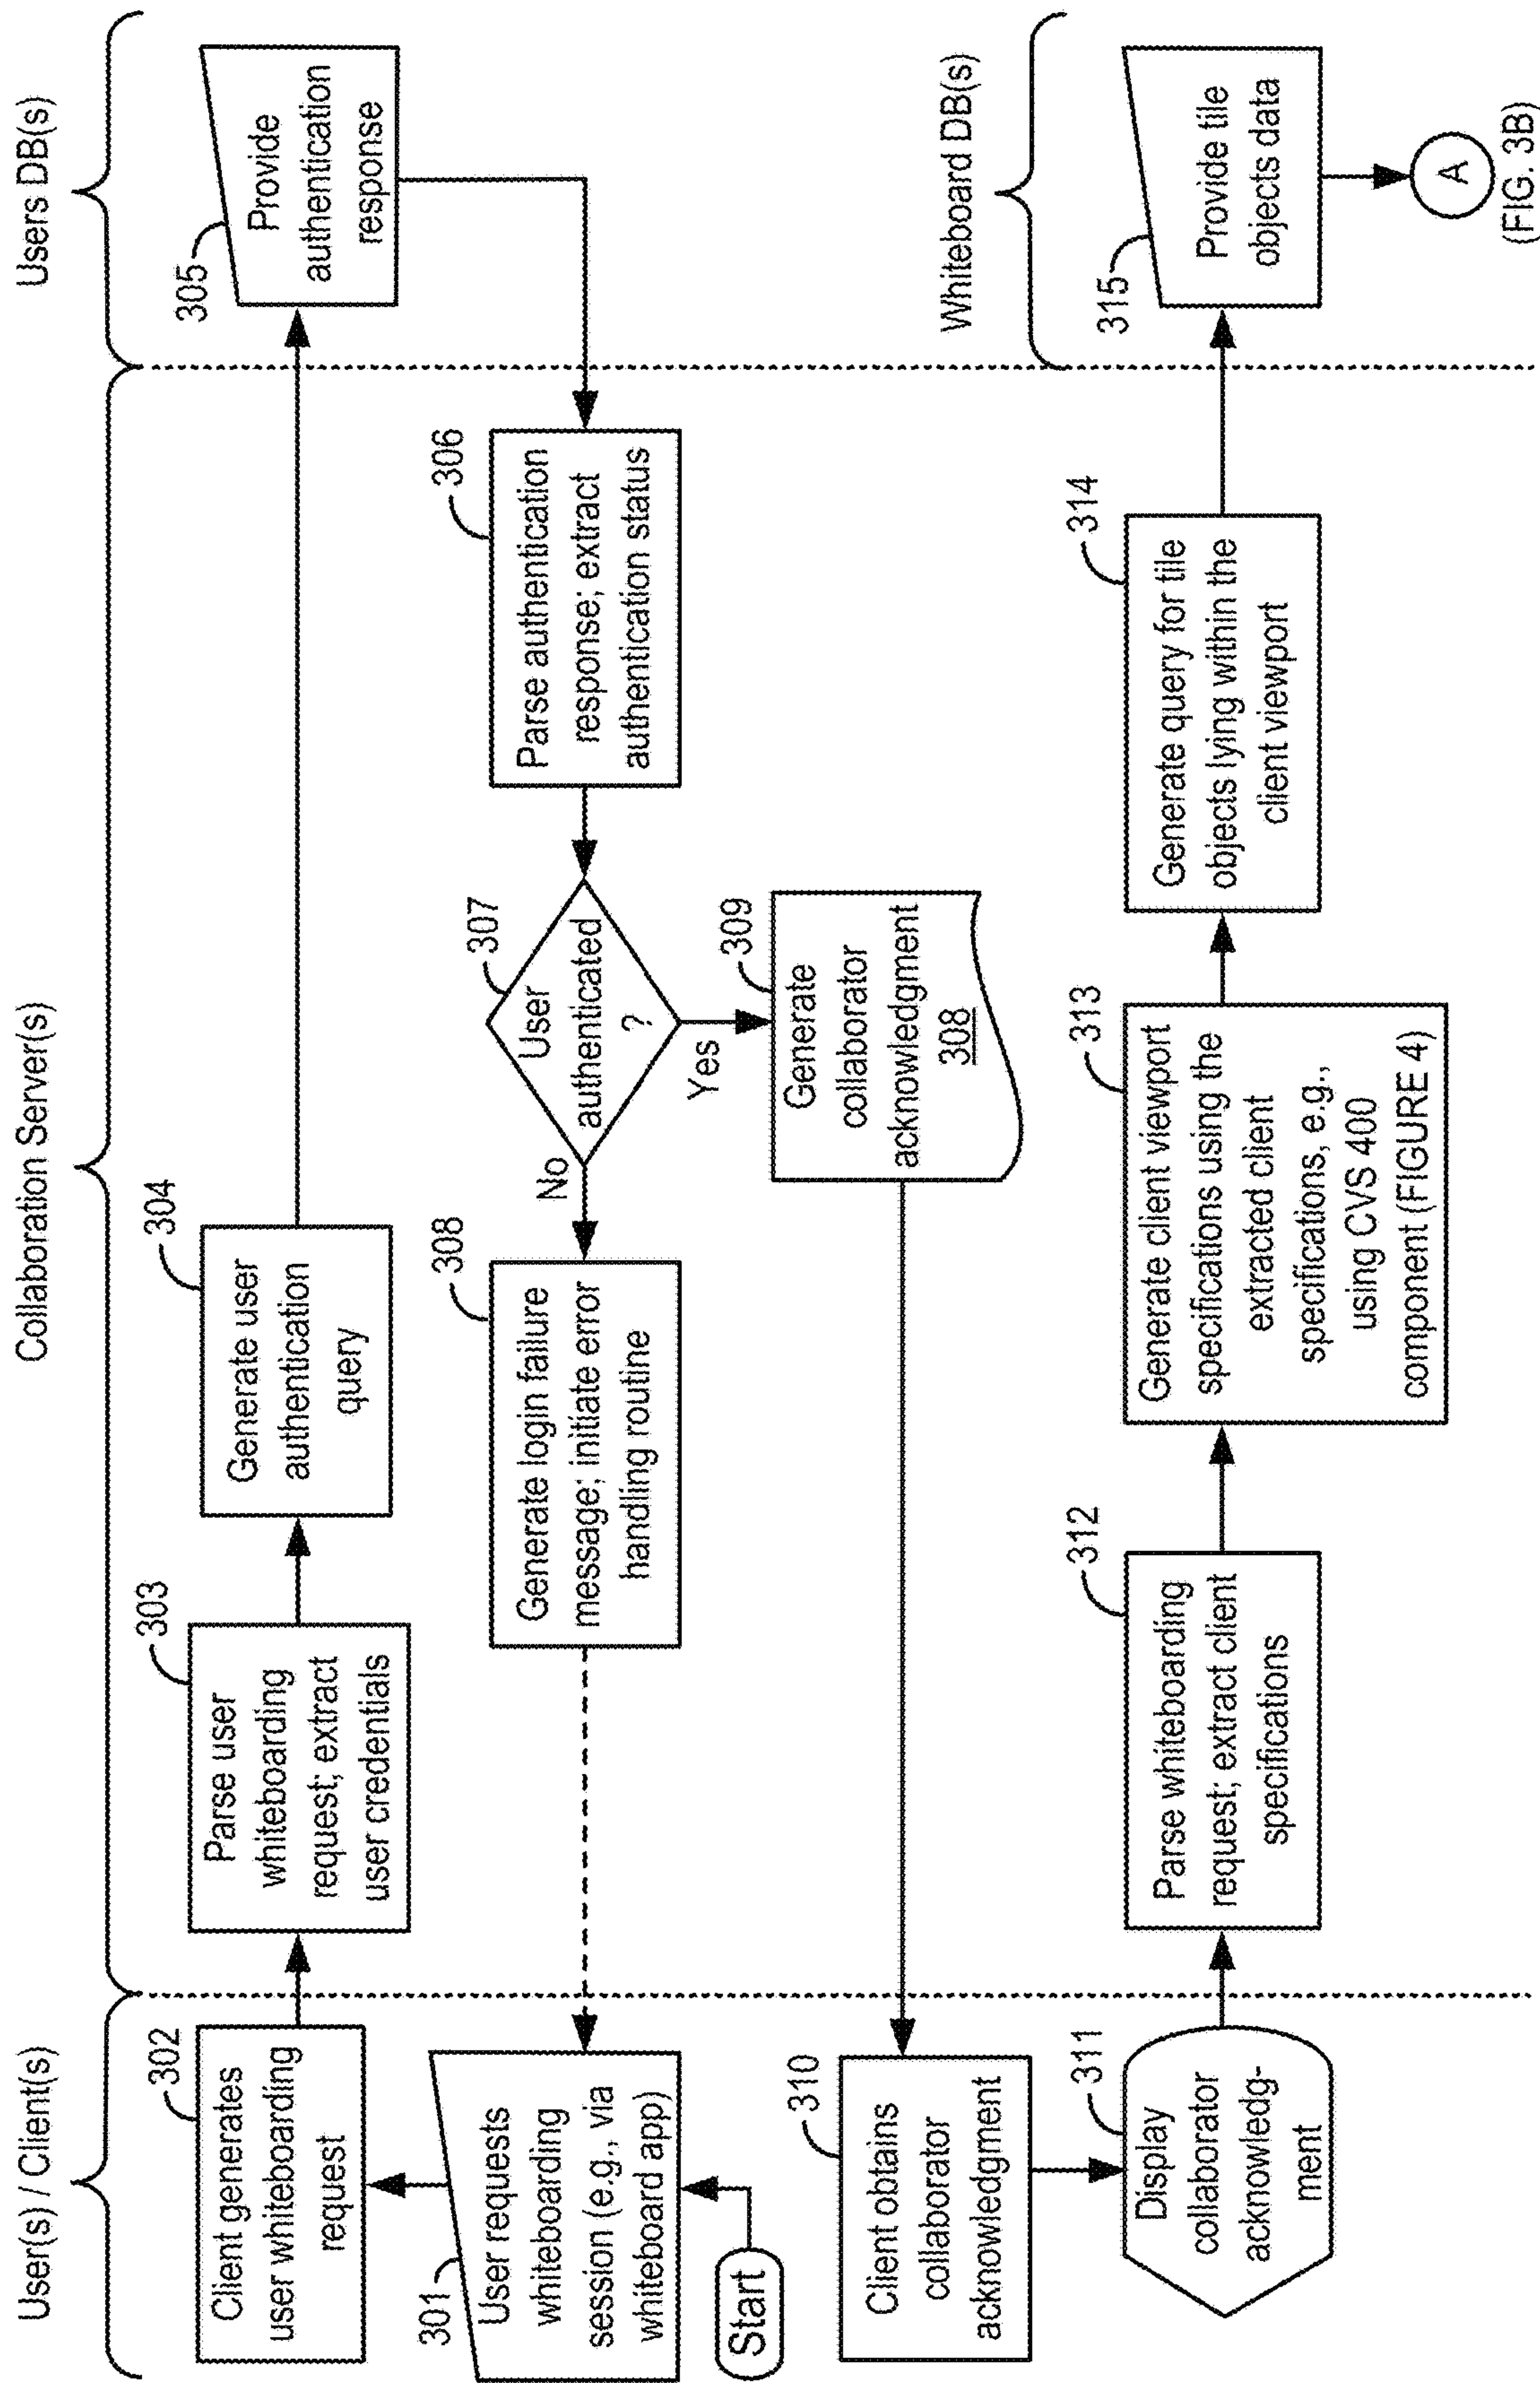 User(s) / Client(s)
Collaboration Server(s)
Users DB(s)
302
Client generates
user whiteboarding
request
303
Parse user
whiteboarding
request; extract
user credentials
304
Generate user
authentication
query
305
Provide
authentication
response
301
User requests
whiteboarding
session (e.g., via
whiteboard app)
Start
308
Generate login failure
message; initiate error
handling routine
No
307
User
authenticated
?
Yes
306
Parse authentication
response; extract
authentication status
309
Generate
collaborator
acknowledgment
308
310
Client obtains
collaborator
acknowledgment
Whiteboard DB(s)
311
Display
collaborator
acknowledg-
ment
312
Parse whiteboarding
request; extract client
specifications
313
Generate client viewport
specifications using the
extracted client
specifications, e.g.,
using CVS 400
component (FIGURE 4)
314
Generate query for tile
objects lying within the
client viewport
315
Provide tile
objects data
A
(FIG. 3B)